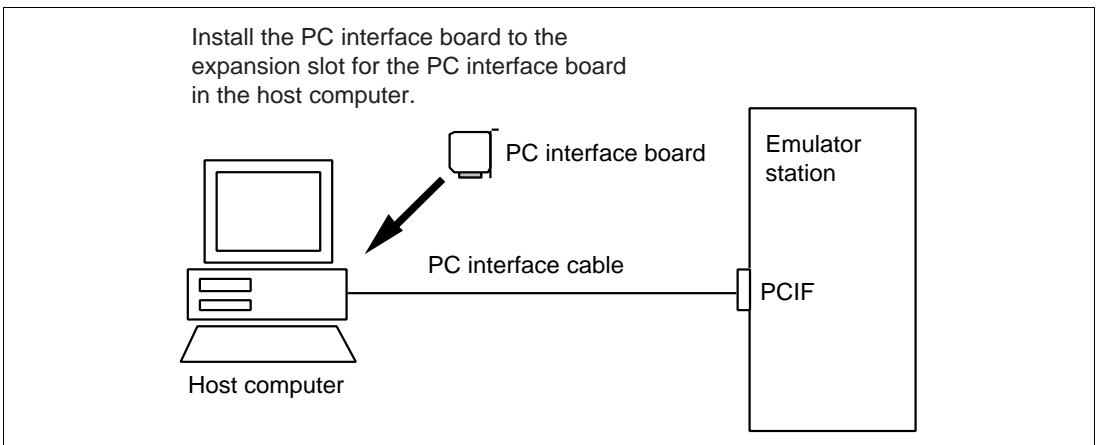 Install the PC interface board to the
expansion slot for the PC interface board
in the host computer.
PC interface board
Emulator
station
PC interface cable
PCIF
Host computer